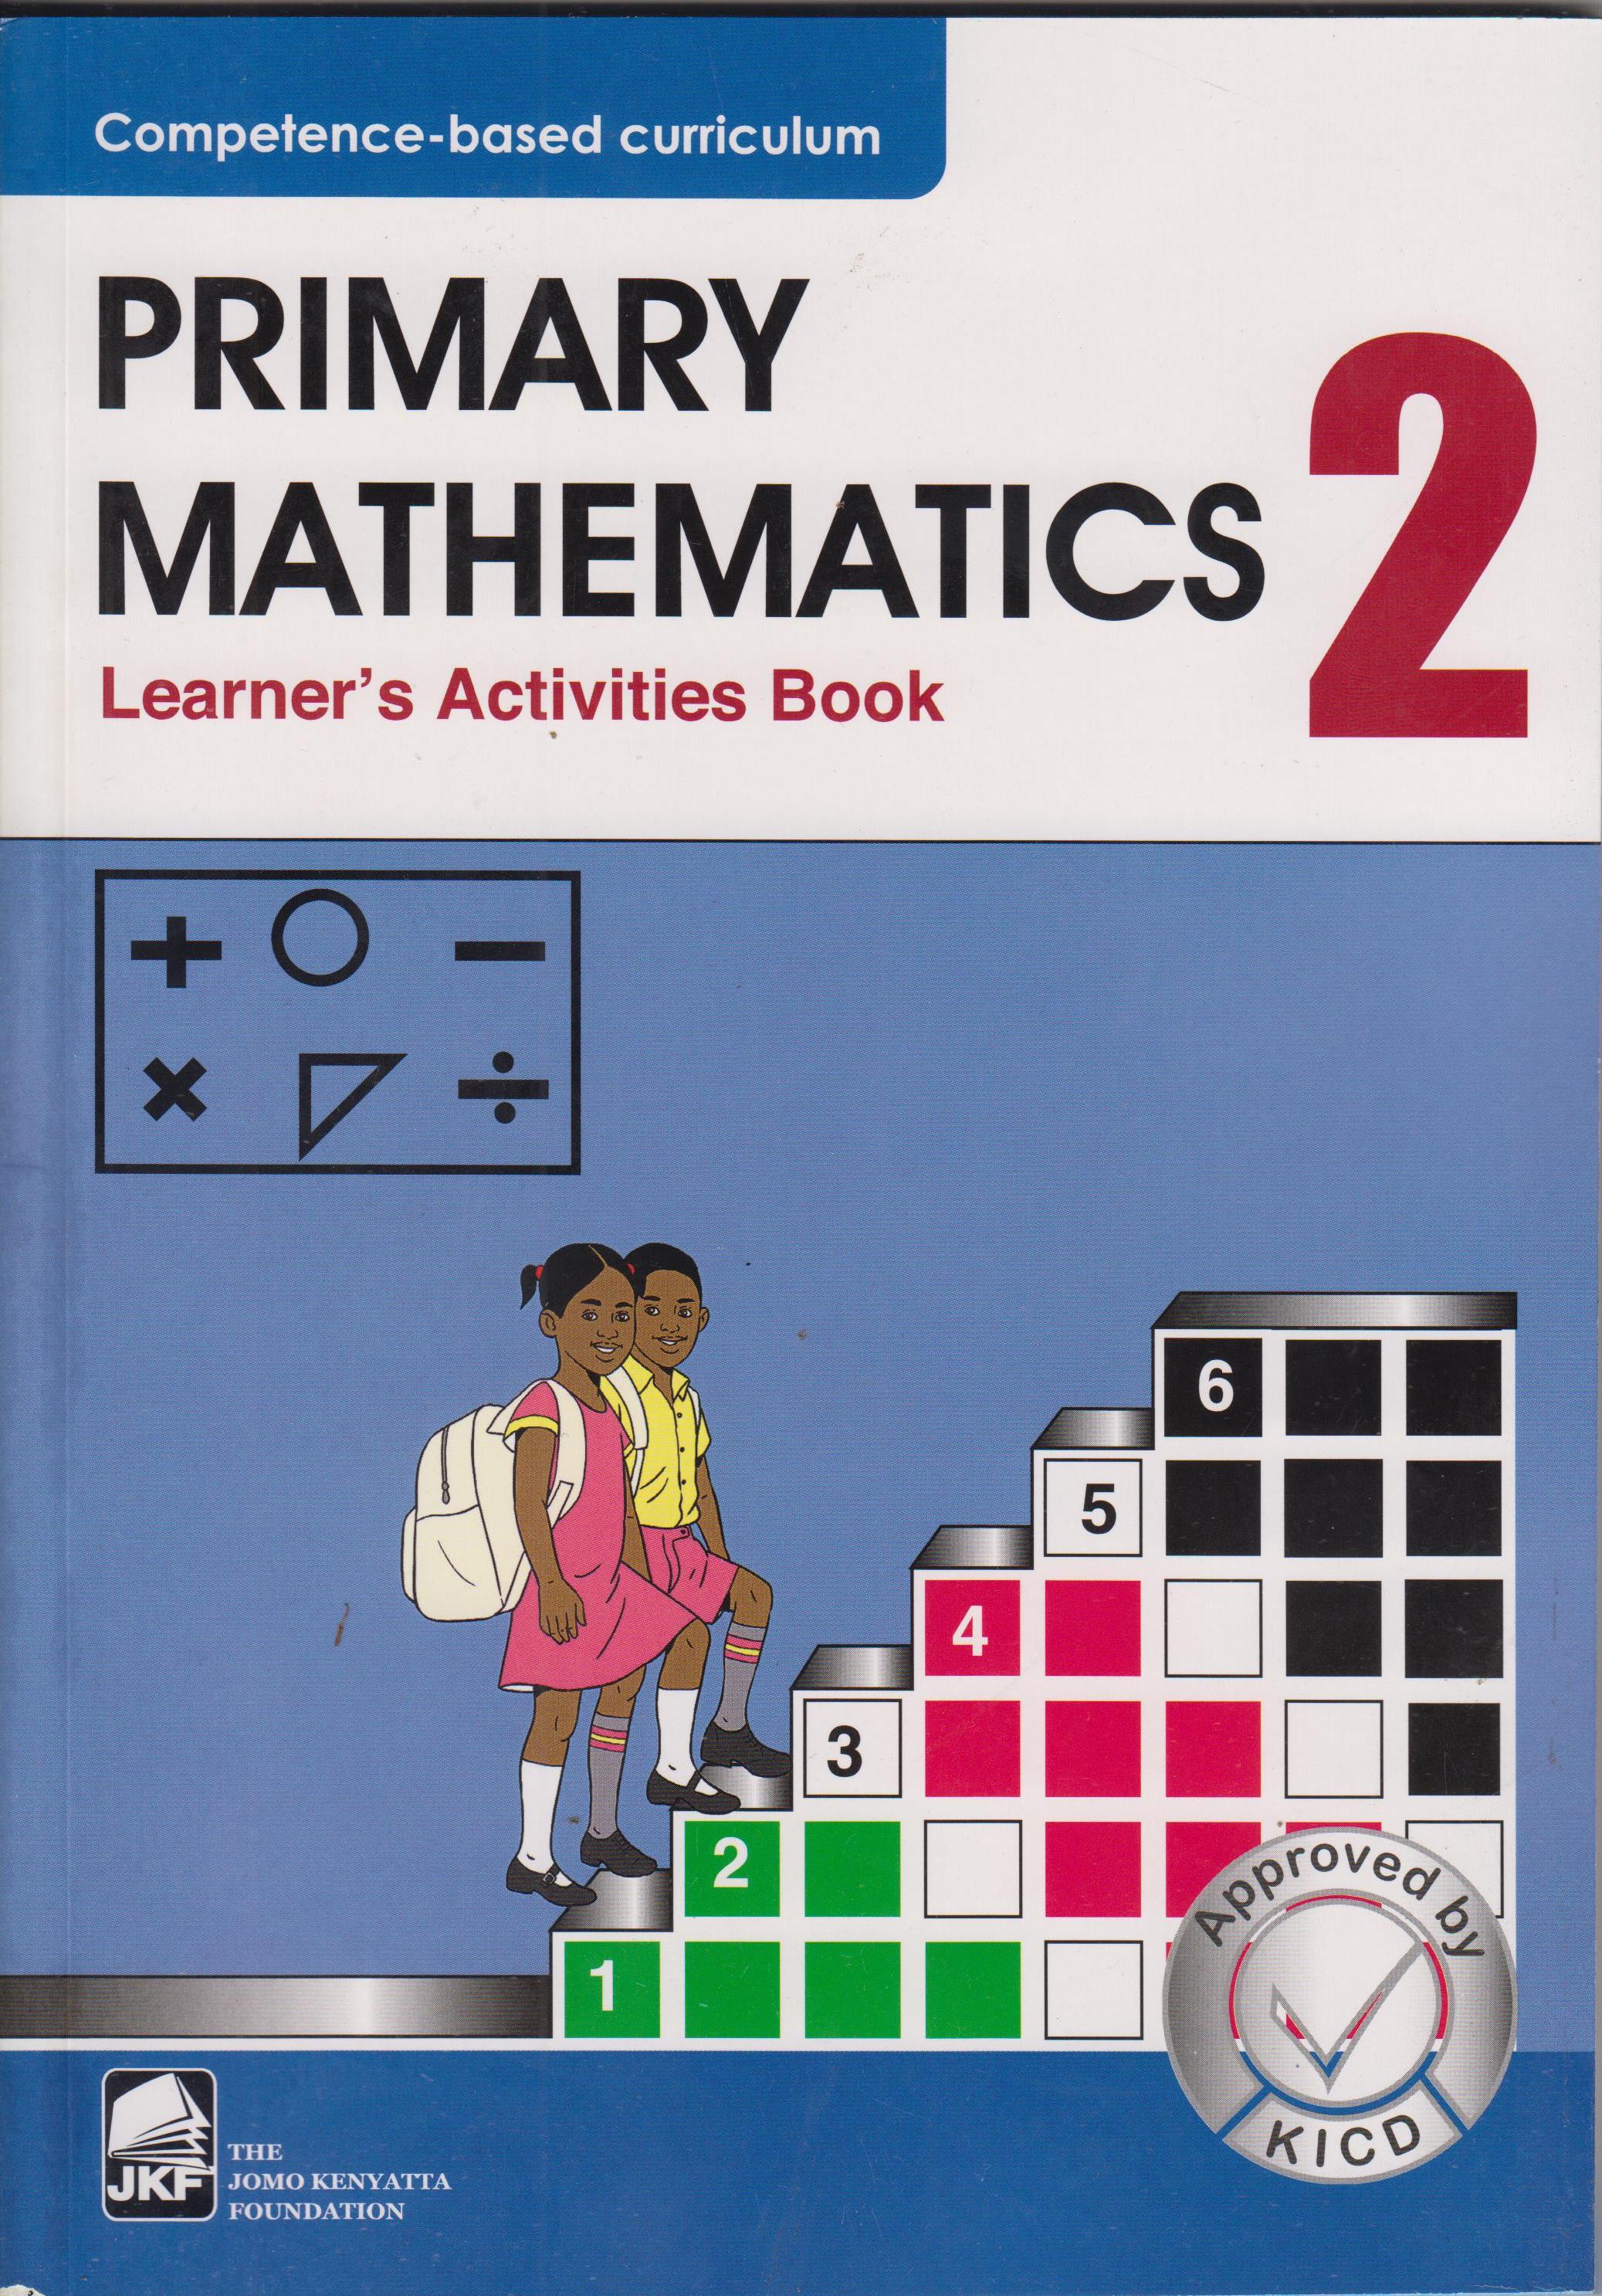 Competence-based curriculum
PRIMARY
MATHEMATICS 2
Learner's Activities Book
+ −
× ÷
6
5
4
3
2
1
Approved by
KICD
JKF
THE
JOMO KENYATTA
FOUNDATION